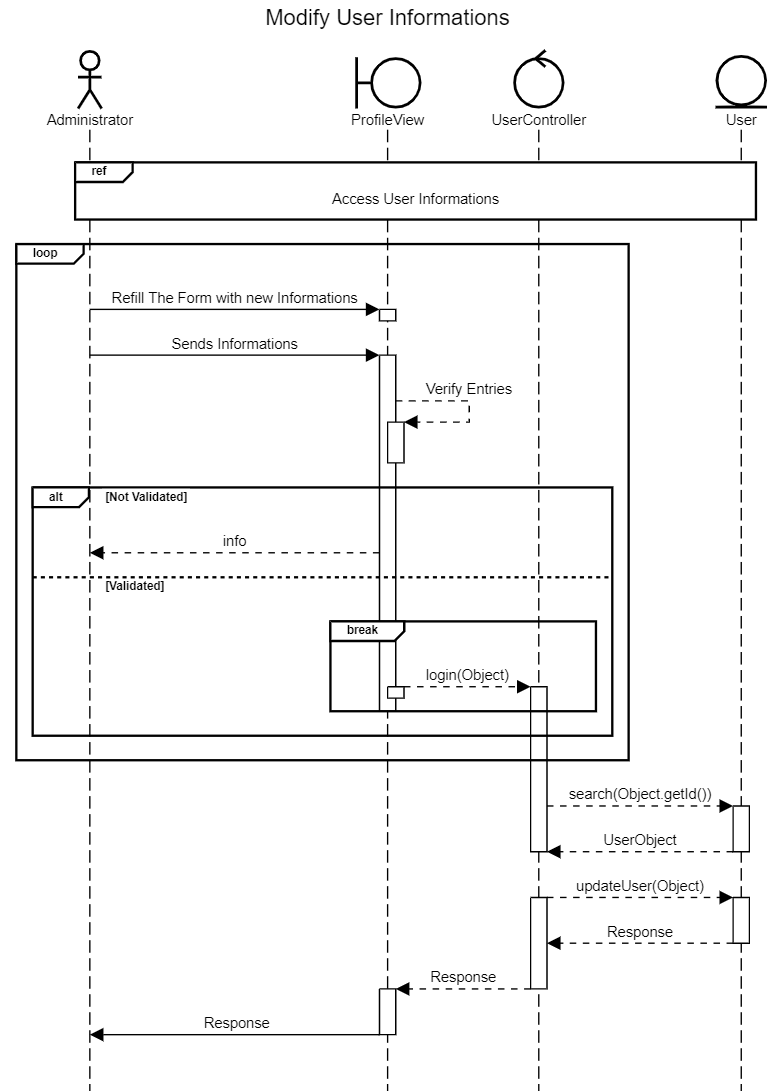 Modify User Informations
Administrator
ProfileView
UserController
User
ref
Access User Informations
loop
Refill The Form with new Informations
Sends Informations
Verify Entries
alt
[Not Validated]
info
[Validated]
break
login(Object)
search(Object.getId())
UserObject
updateUser(Object)
Response
Response
Response